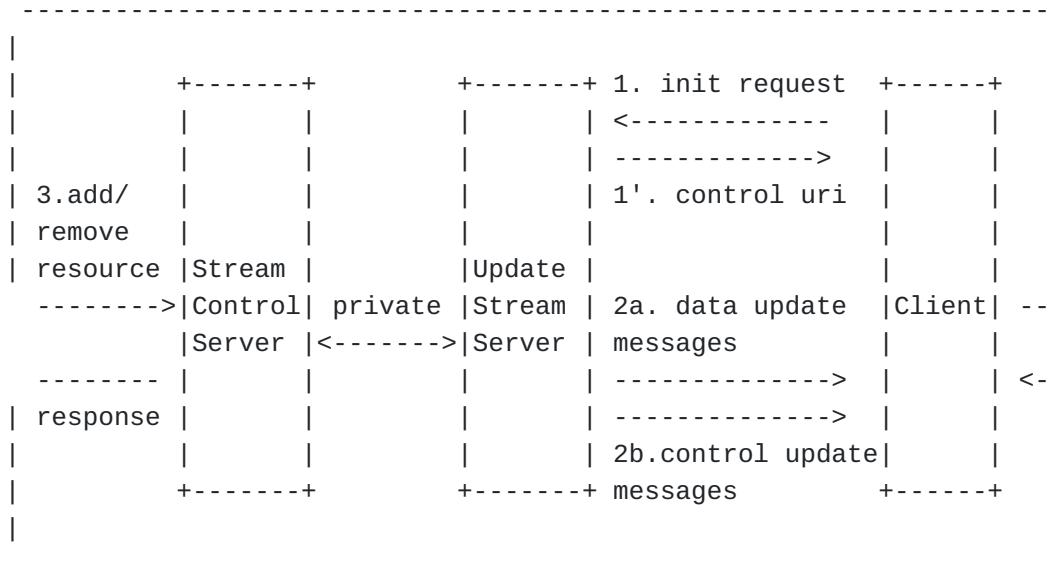 --------------------------------------------------------------------
|
|         +-------+         +-------+ 1. init request  +------+
|         |       |         |       | <-------------   |      |
|         |       |         |       | ------------->   |      |
| 3.add/  |       |         |       | 1'. control uri  |      |
| remove  |       |         |       |                  |      |
| resource |Stream |         |Update |                  |      |
  -------->|Control| private |Stream | 2a. data update  |Client| --
           |Server |<------->|Server | messages         |      |
  -------- |       |         |       | -------------->  |      | <-
| response |       |         |       | -------------->  |      |
|          |       |         |       | 2b.control update|      |
|          +-------+         +-------+ messages         +------+
|